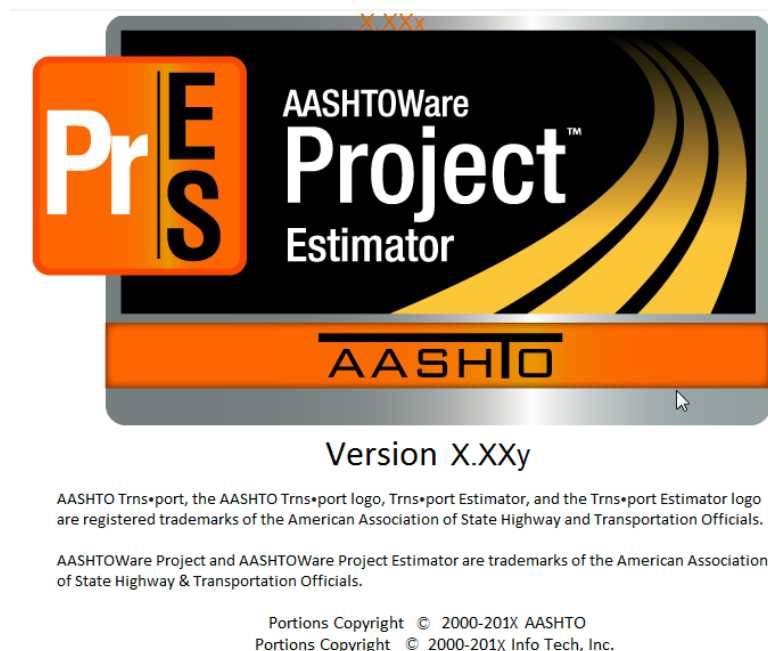 X.XXx
AASHTOWare
Project™
Estimator
Pr
ES
AASHTO
Version X.XXy
AASHTO Trns•port, the AASHTO Trns•port logo, Trns•port Estimator, and the Trns•port Estimator logo
are registered trademarks of the American Association of State Highway and Transportation Officials.
AASHTOWare Project and AASHTOWare Project Estimator are trademarks of the American Association
of State Highway & Transportation Officials.
Portions Copyright © 2000-201X AASHTO
Portions Copyright © 2000-201X Info Tech, Inc.